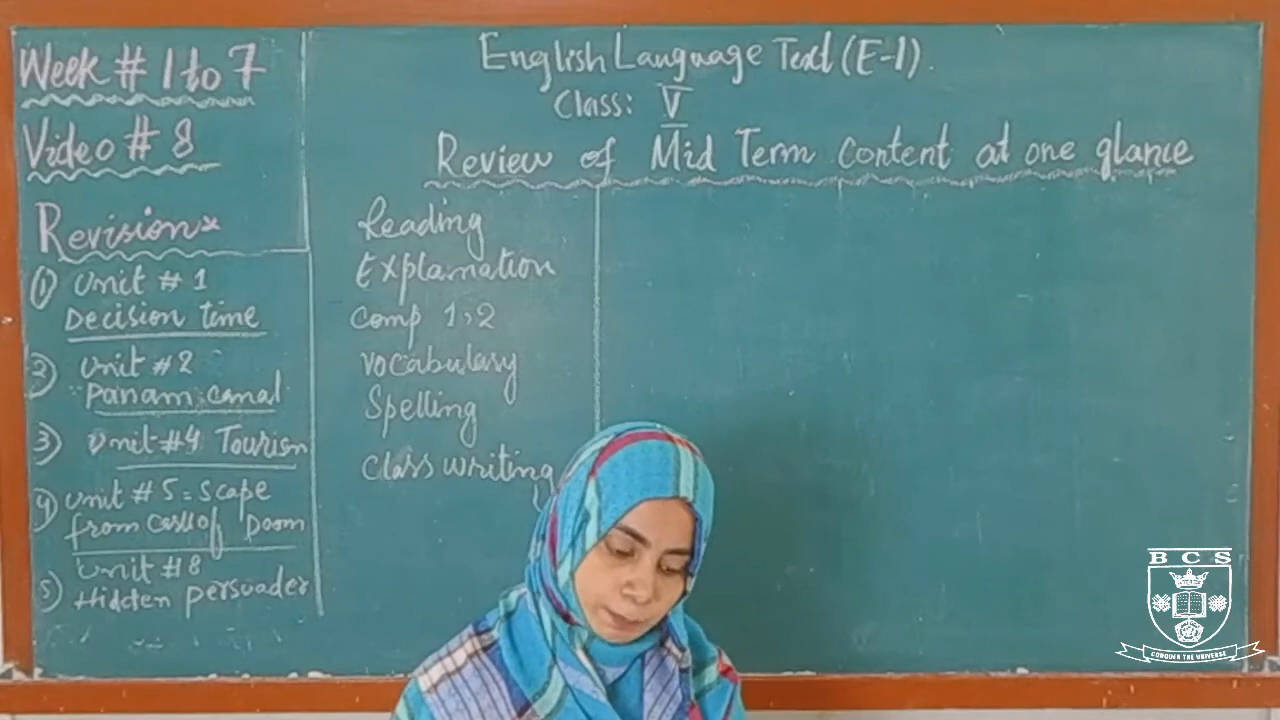 Week # 1 to 7
Video # 8
Revision
English Language Text (E-1).
Class: V
Review of Mid Term Content at one glance
① Unit # 1
Decision time
2) Unit #2
Panam canal
3) Unit #4 Tourism
4) Unit # 5 = scape
from castle of Doom
5) Unit #8
Hidden persuader
Reading
Explanation
Comp 1,2
Vocabulary
Spelling
Class writing
BCS
CONQUER THE UNIVERSE